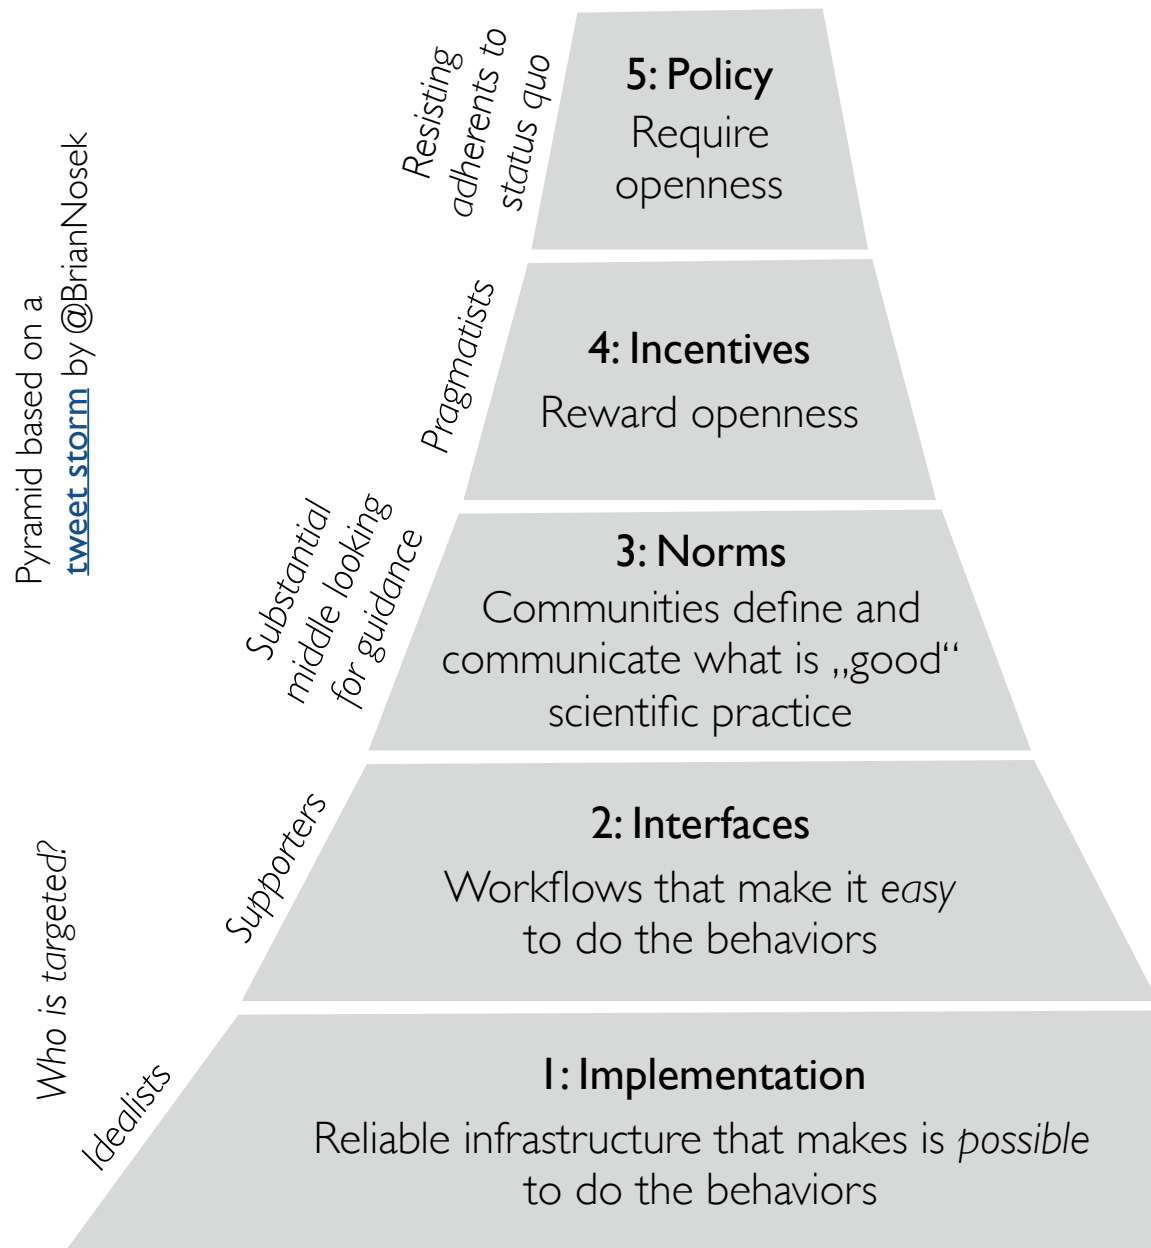 Pyramid based on a
tweet storm by @BrianNosek
Who is targeted?
Resisting
adherents to
status quo
5: Policy
Require
openness
Pragmatists
4: Incentives
Reward openness
Substantial
middle looking
for guidance
3: Norms
Communities define and
communicate what is „good“
scientific practice
Supporters
2: Interfaces
Workflows that make it easy
to do the behaviors
Idealists
1: Implementation
Reliable infrastructure that makes is possible
to do the behaviors